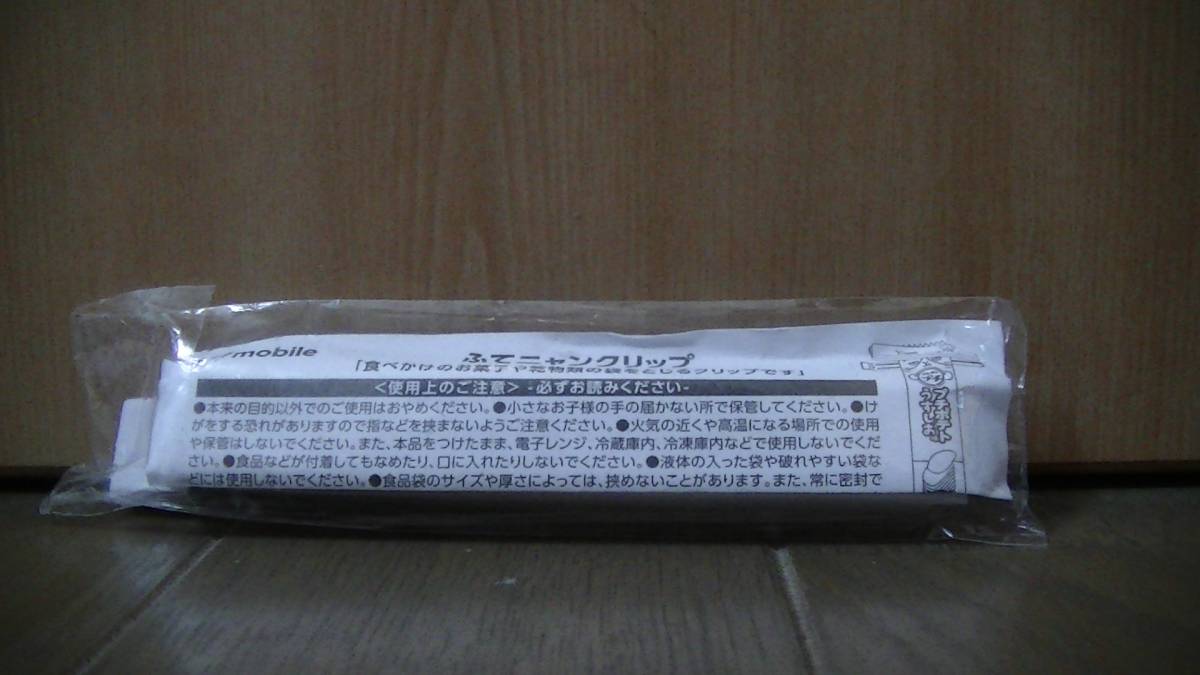 mobile
ふてニャンクリップ
「食べかけのお菓子や乾物類の袋をとじるクリップです」
<使用上のご注意> -必ずお読みください-
●本来の目的以外でのご使用はおやめください。●小さなお子様の手の届かない所で保管してください。●け
がをする恐れがありますので指などを挟まないようご注意ください。●火気の近くや高温になる場所での使用
や保管はしないでください。また、本品をつけたまま、電子レンジ、冷蔵庫内、冷凍庫内などで使用しないでくだ
さい。●食品などが付着してもなめたり、口に入れたりしないでください。●液体の入った袋や破れやすい袋な
どには使用しないでください。●食品袋のサイズや厚さによっては、挟めないことがあります。また、常に密封で